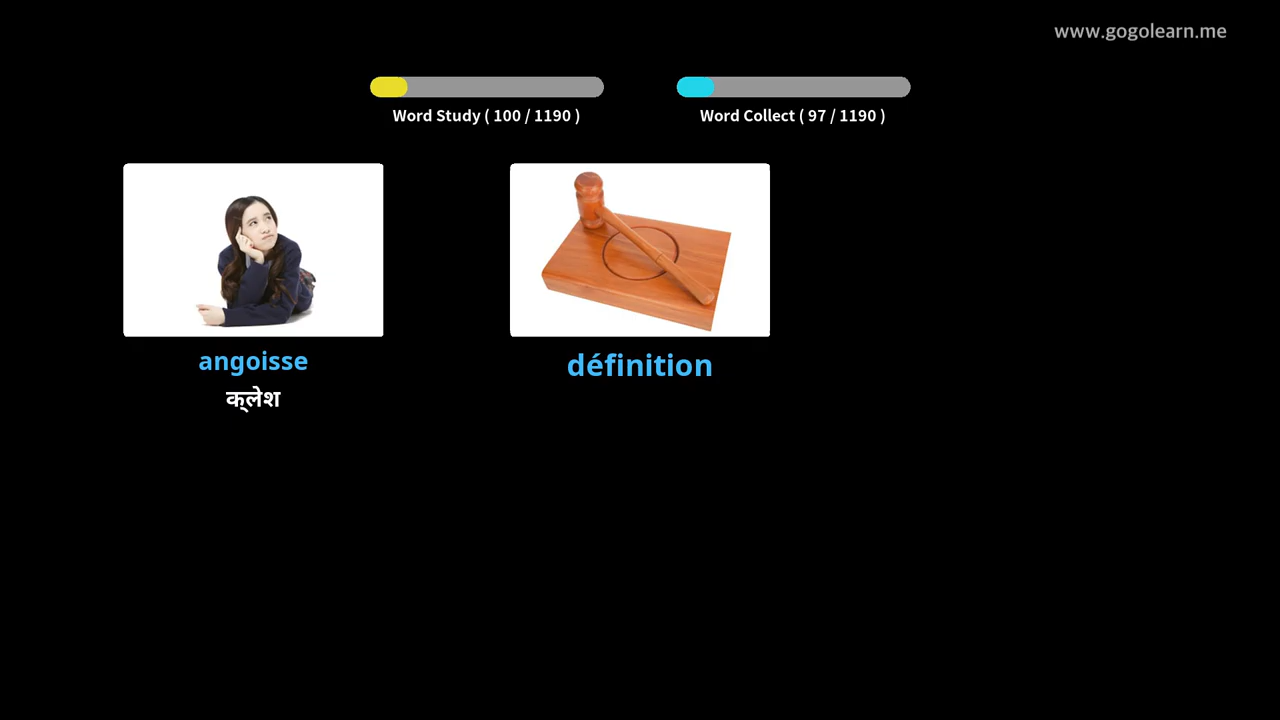 www.gogolearn.me
Word Study ( 100 / 1190 )
Word Collect ( 97 / 1190 )
angoisse
क्लेश
définition